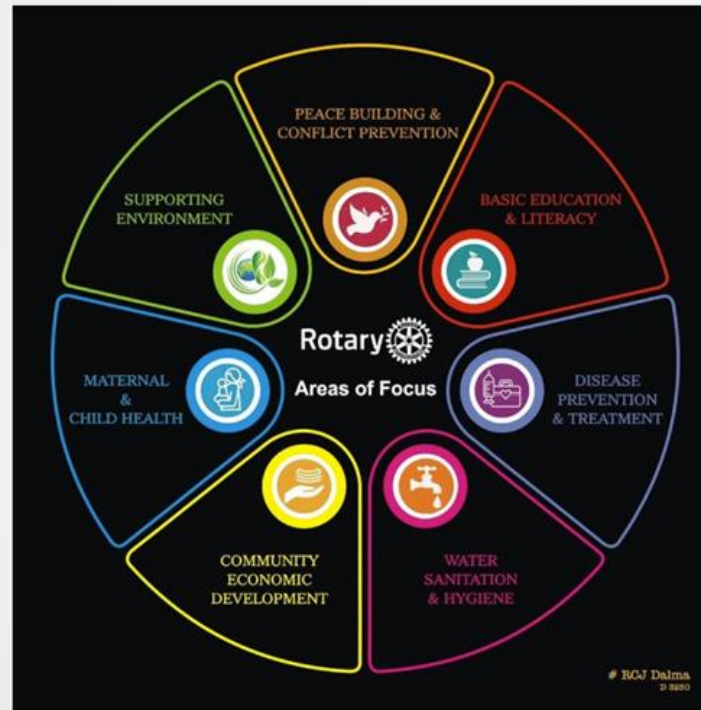 PEACE BUILDING &
CONFLICT PREVENTION
BASIC EDUCATION
& LITERACY
DISEASE
PREVENTION
& TREATMENT
WATER
SANITATION
& HYGIENE
COMMUNITY
ECONOMIC
DEVELOPMENT
MATERNAL
&
CHILD HEALTH
SUPPORTING
ENVIRONMENT
Rotary
Areas of Focus
# RCJ Dalma
D 3250